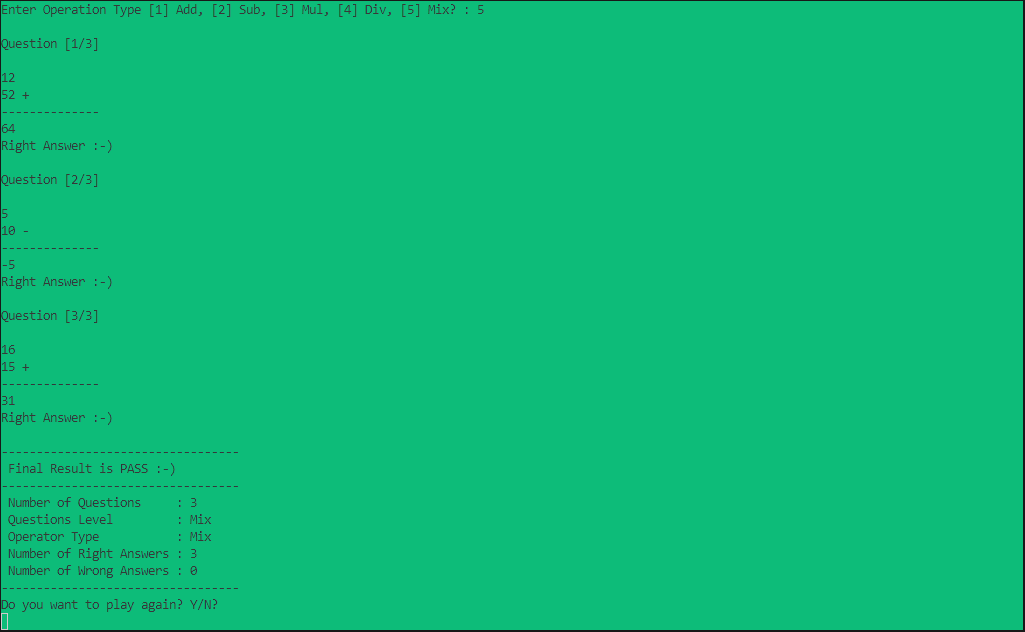 Enter Operation Type [1] Add, [2] Sub, [3] Mul, [4] Div, [5] Mix? : 5
Question [1/3]
12
52 +
--------------
64
Right Answer :-)
Question [2/3]
5
10 -
--------------
-5
Right Answer :-)
Question [3/3]
16
15 +
--------------
31
Right Answer :-)
----------------------------------
 Final Result is PASS :-)
----------------------------------
 Number of Questions     : 3
 Questions Level         : Mix
 Operator Type           : Mix
 Number of Right Answers : 3
 Number of Wrong Answers : 0
----------------------------------
Do you want to play again? Y/N?